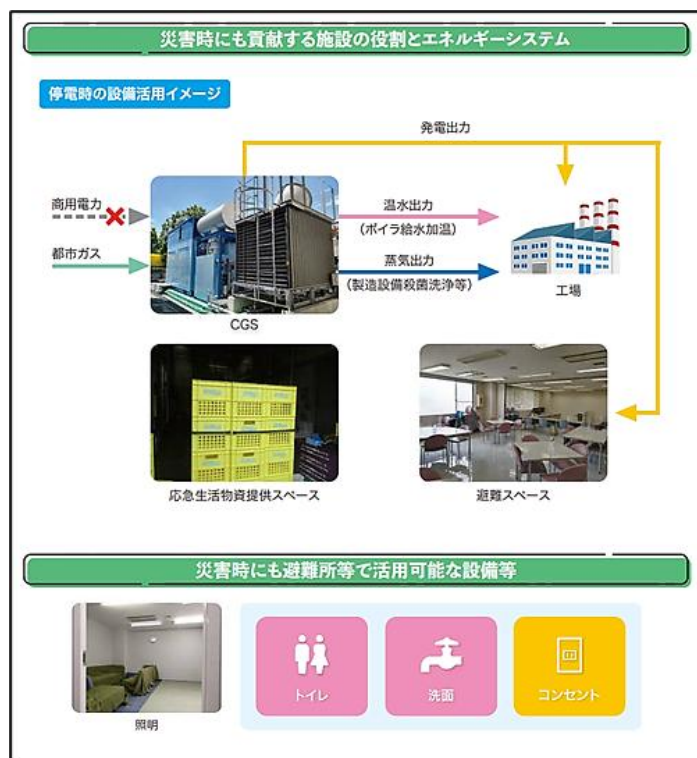 災害時にも貢献する施設の役割とエネルギーシステム
停電時の設備活用イメージ
発電出力
商用電力
温水出力
(ボイラ給水加温)
都市ガス
蒸気出力
(製造設備殺菌洗浄等)
工場
CGS
応急生活物資提供スペース
避難スペース
災害時にも避難所等で活用可能な設備等
トイレ
洗面
コンセント
照明